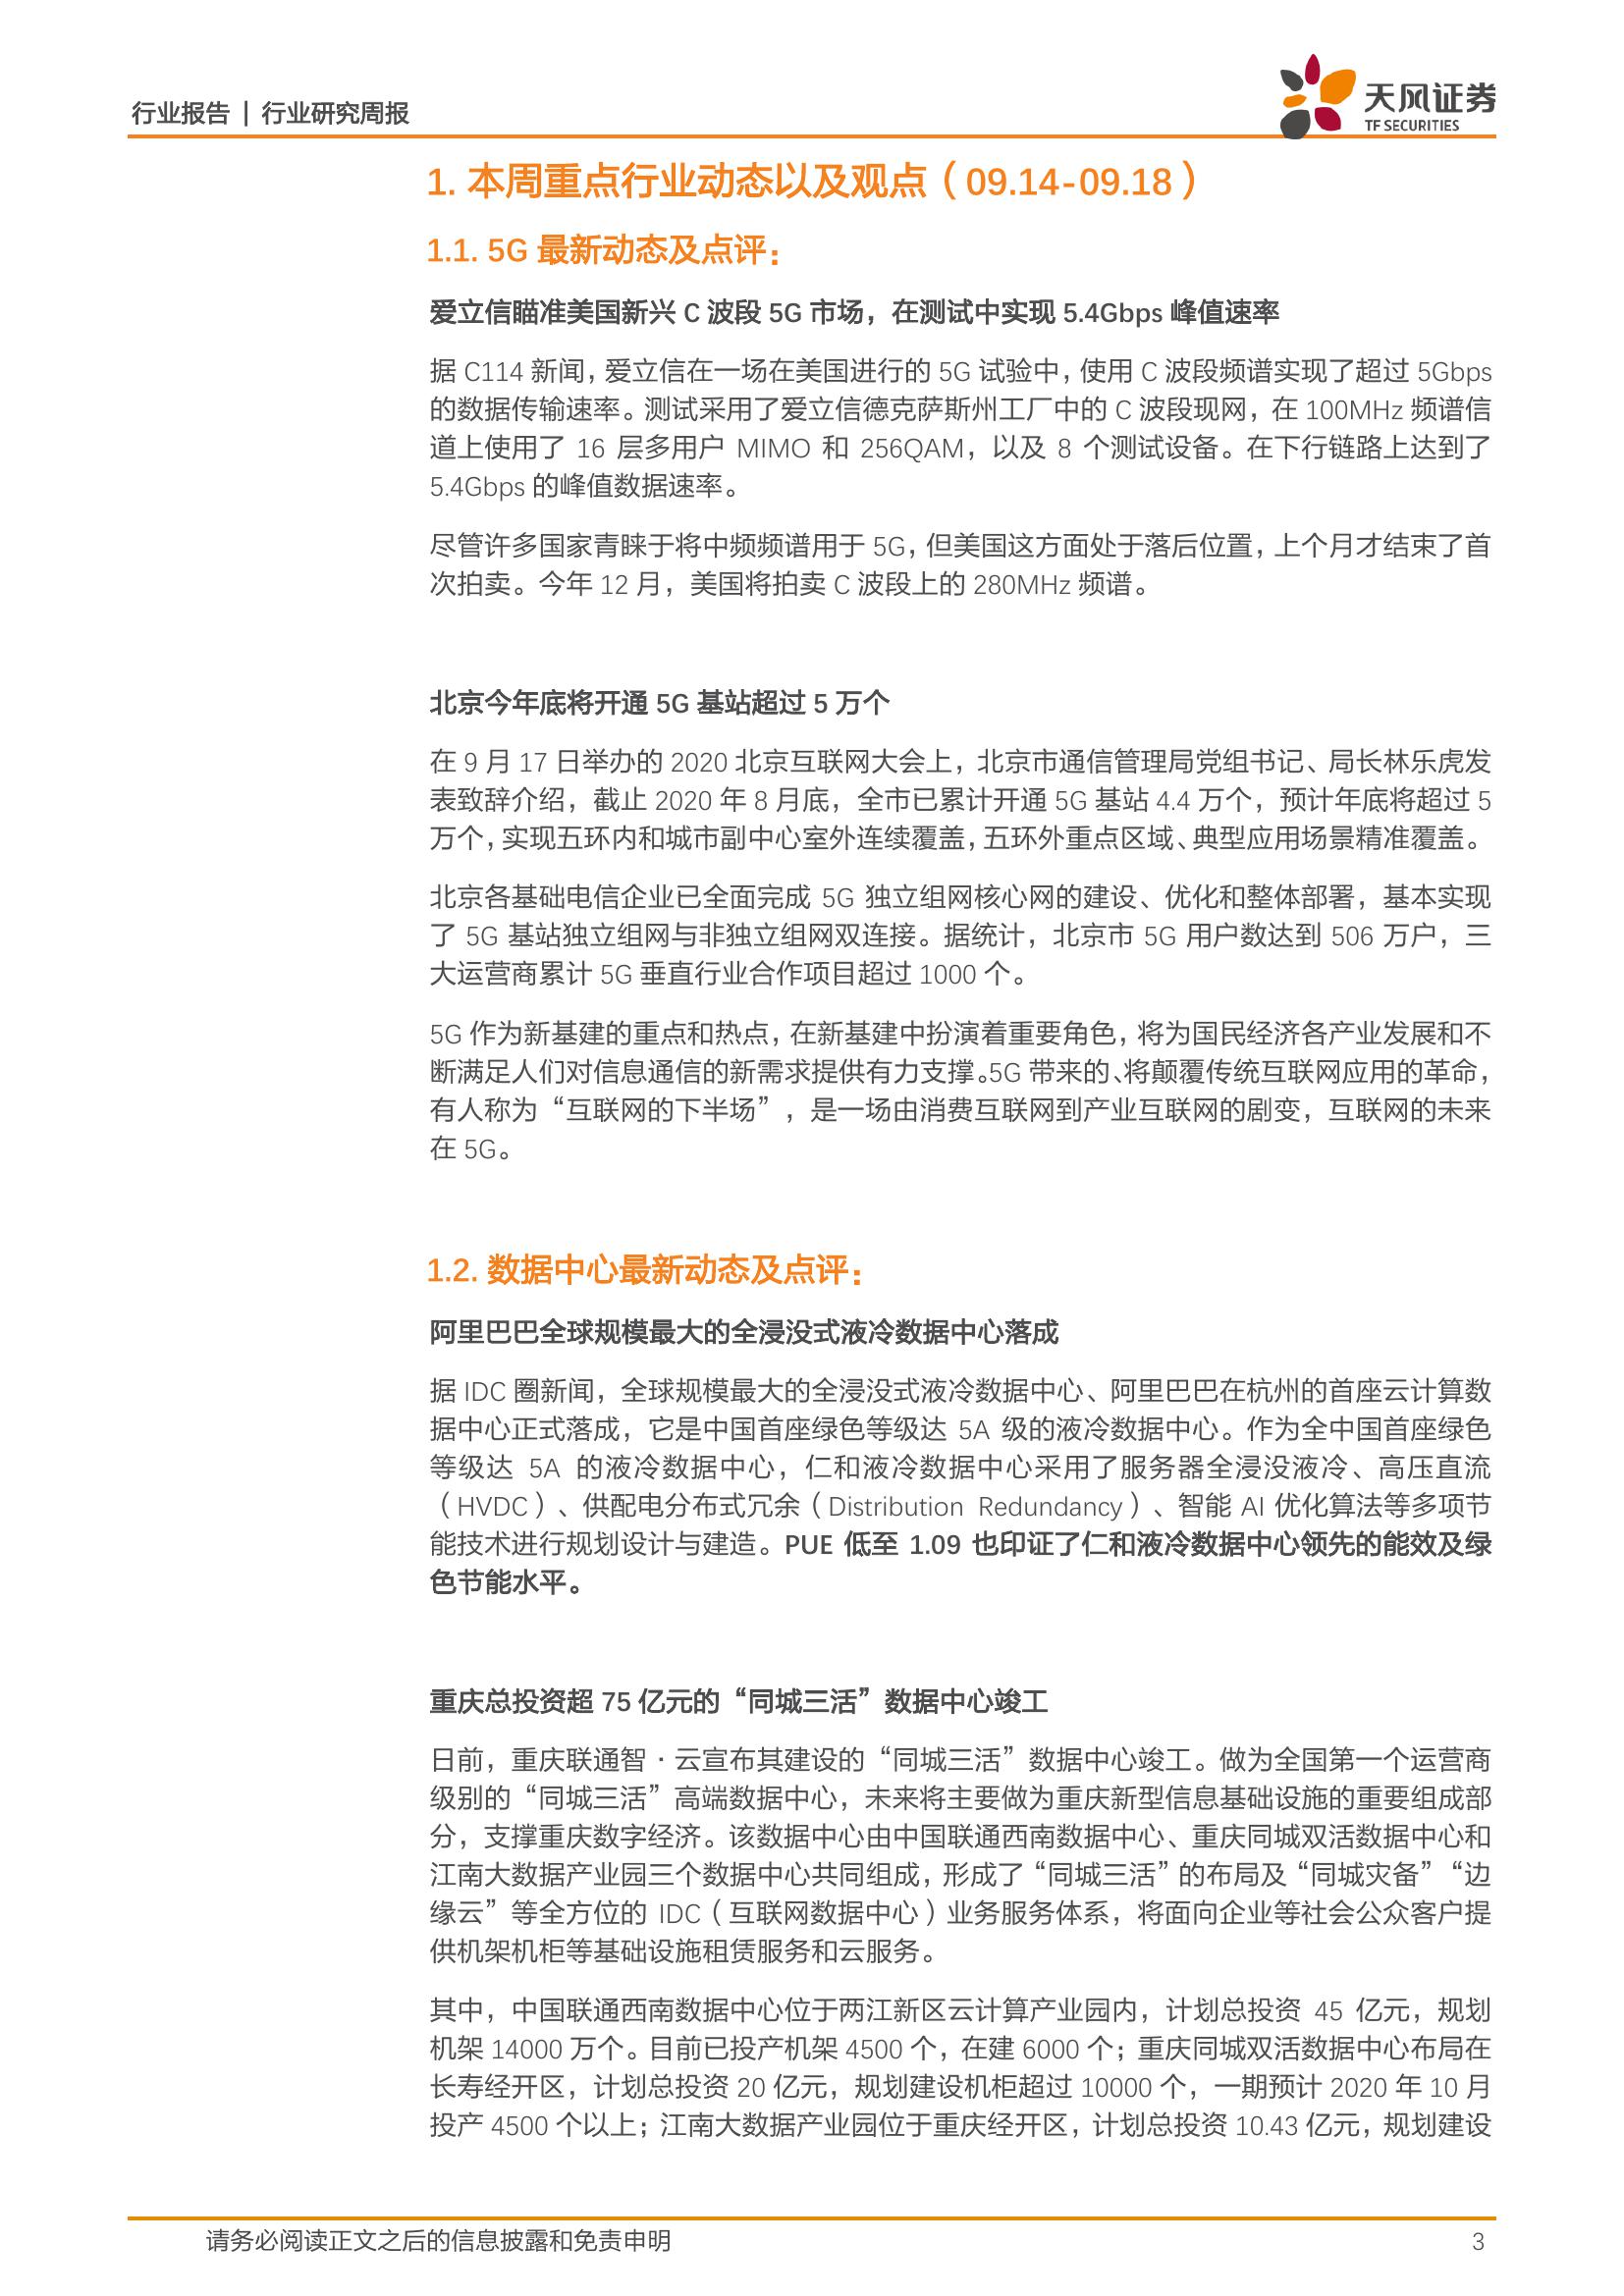 行业报告 | 行业研究周报
天风证券
TF SECURITIES
1. 本周重点行业动态以及观点（09.14-09.18）
1.1. 5G 最新动态及点评：
爱立信瞄准美国新兴 C 波段 5G 市场，在测试中实现 5.4Gbps 峰值速率
据 C114 新闻，爱立信在一场在美国进行的 5G 试验中，使用 C 波段频谱实现了超过 5Gbps
的数据传输速率。测试采用了爱立信德克萨斯州工厂中的 C 波段现网，在 100MHz 频谱信
道上使用了 16 层多用户 MIMO 和 256QAM，以及 8 个测试设备。在下行链路上达到了
5.4Gbps 的峰值数据速率。
尽管许多国家青睐于将中频频谱用于 5G，但美国这方面处于落后位置，上个月才结束了首
次拍卖。今年 12 月，美国将拍卖 C 波段上的 280MHz 频谱。
北京今年底将开通 5G 基站超过 5 万个
在 9 月 17 日举办的 2020 北京互联网大会上，北京市通信管理局党组书记、局长林乐虎发
表致辞介绍，截止 2020 年 8 月底，全市已累计开通 5G 基站 4.4 万个，预计年底将超过 5
万个，实现五环内和城市副中心室外连续覆盖，五环外重点区域、典型应用场景精准覆盖。
北京各基础电信企业已全面完成 5G 独立组网核心网的建设、优化和整体部署，基本实现
了 5G 基站独立组网与非独立组网双连接。据统计，北京市 5G 用户数达到 506 万户，三
大运营商累计 5G 垂直行业合作项目超过 1000 个。
5G 作为新基建的重点和热点，在新基建中扮演着重要角色，将为国民经济各产业发展和不
断满足人们对信息通信的新需求提供有力支撑。5G 带来的、将颠覆传统互联网应用的革命，
有人称为“互联网的下半场”，是一场由消费互联网到产业互联网的剧变，互联网的未来
在 5G。
1.2. 数据中心最新动态及点评：
阿里巴巴全球规模最大的全浸没式液冷数据中心落成
据 IDC 圈新闻，全球规模最大的全浸没式液冷数据中心、阿里巴巴在杭州的首座云计算数
据中心正式落成，它是中国首座绿色等级达 5A 级的液冷数据中心。作为全中国首座绿色
等级达 5A 的液冷数据中心，仁和液冷数据中心采用了服务器全浸没液冷、高压直流
（HVDC）、供配电分布式冗余（Distribution Redundancy）、智能 AI 优化算法等多项节
能技术进行规划设计与建造。PUE 低至 1.09 也印证了仁和液冷数据中心领先的能效及绿
色节能水平。
重庆总投资超 75 亿元的“同城三活”数据中心竣工
日前，重庆联通智·云宣布其建设的“同城三活”数据中心竣工。做为全国第一个运营商
级别的“同城三活”高端数据中心，未来将主要做为重庆新型信息基础设施的重要组成部
分，支撑重庆数字经济。该数据中心由中国联通西南数据中心、重庆同城双活数据中心和
江南大数据产业园三个数据中心共同组成，形成了“同城三活”的布局及“同城灾备”“边
缘云”等全方位的 IDC（互联网数据中心）业务服务体系，将面向企业等社会公众客户提
供机架机柜等基础设施租赁服务和云服务。
其中，中国联通西南数据中心位于两江新区云计算产业园内，计划总投资 45 亿元，规划
机架 14000 万个。目前已投产机架 4500 个，在建 6000 个；重庆同城双活数据中心布局在
长寿经开区，计划总投资 20 亿元，规划建设机柜超过 10000 个，一期预计 2020 年 10 月
投产 4500 个以上；江南大数据产业园位于重庆经开区，计划总投资 10.43 亿元，规划建设
请务必阅读正文之后的信息披露和免责申明
3